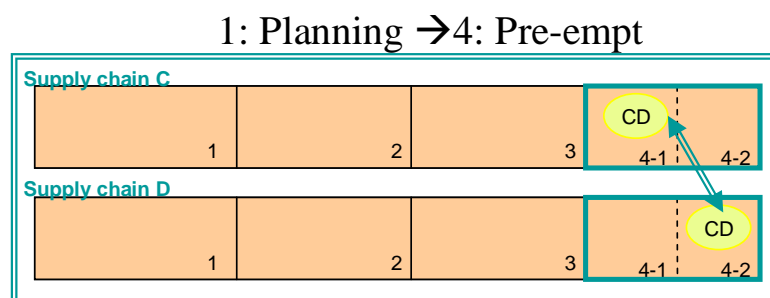 1: Planning →4: Pre-empt
Supply chain C
CD
1 2 3 4-1 4-2
Supply chain D
CD
1 2 3 4-1 4-2